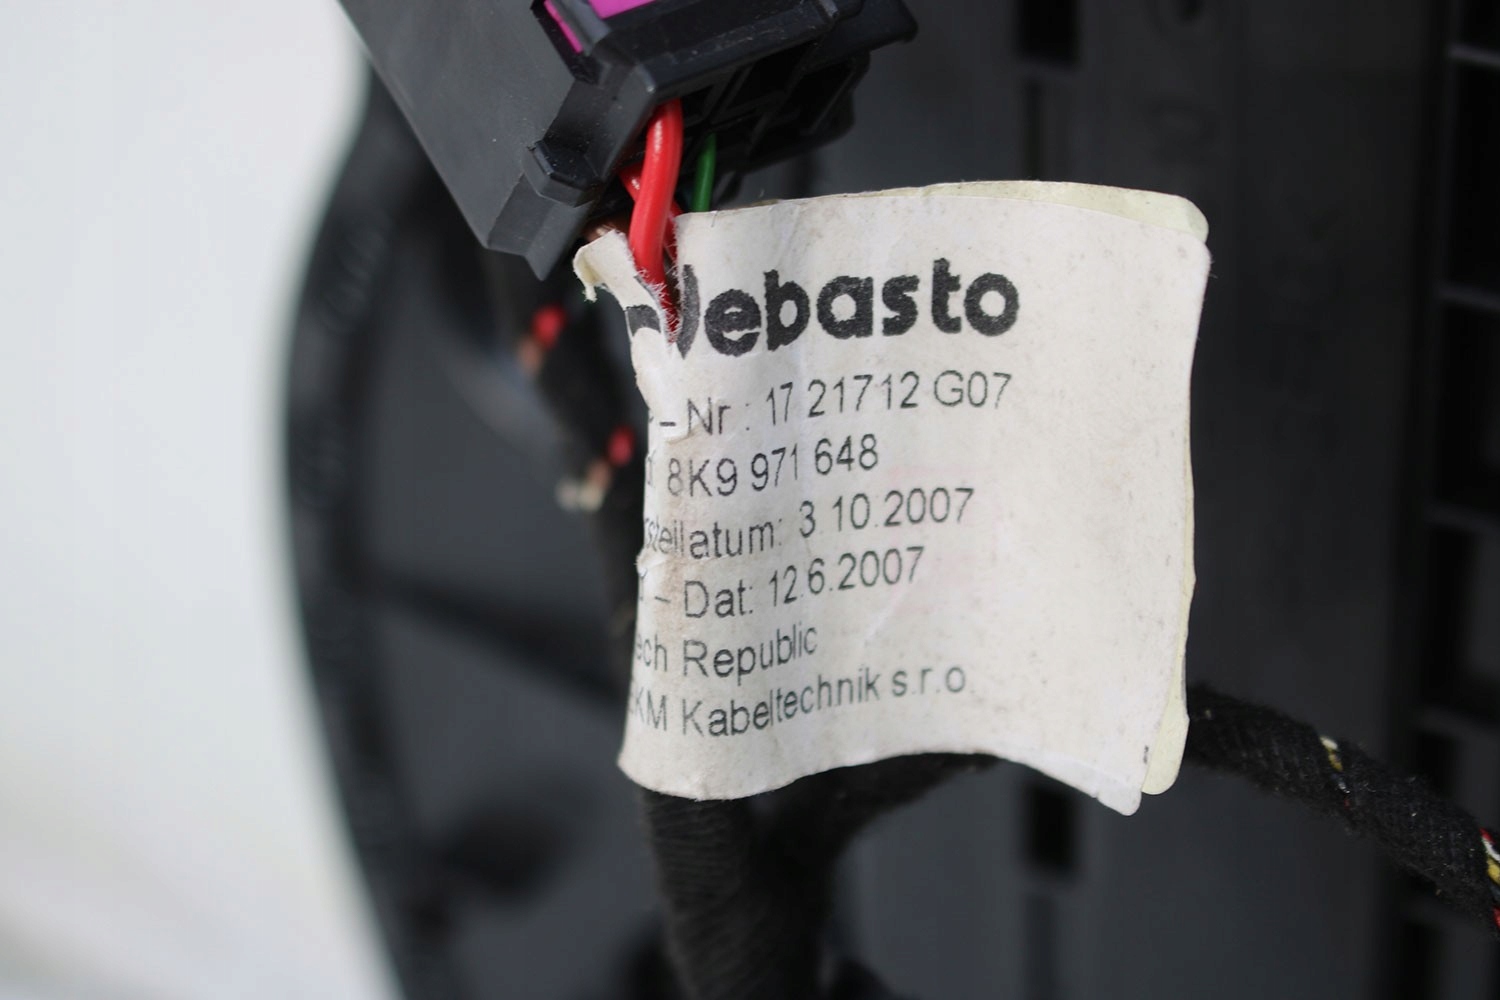 Webasto
– Nr : 17 21712 G07
8K9 971 648
stellatum: 3 10.2007
– Dat: 12.6.2007
ech Republic
KM Kabeltechnik s.r.o